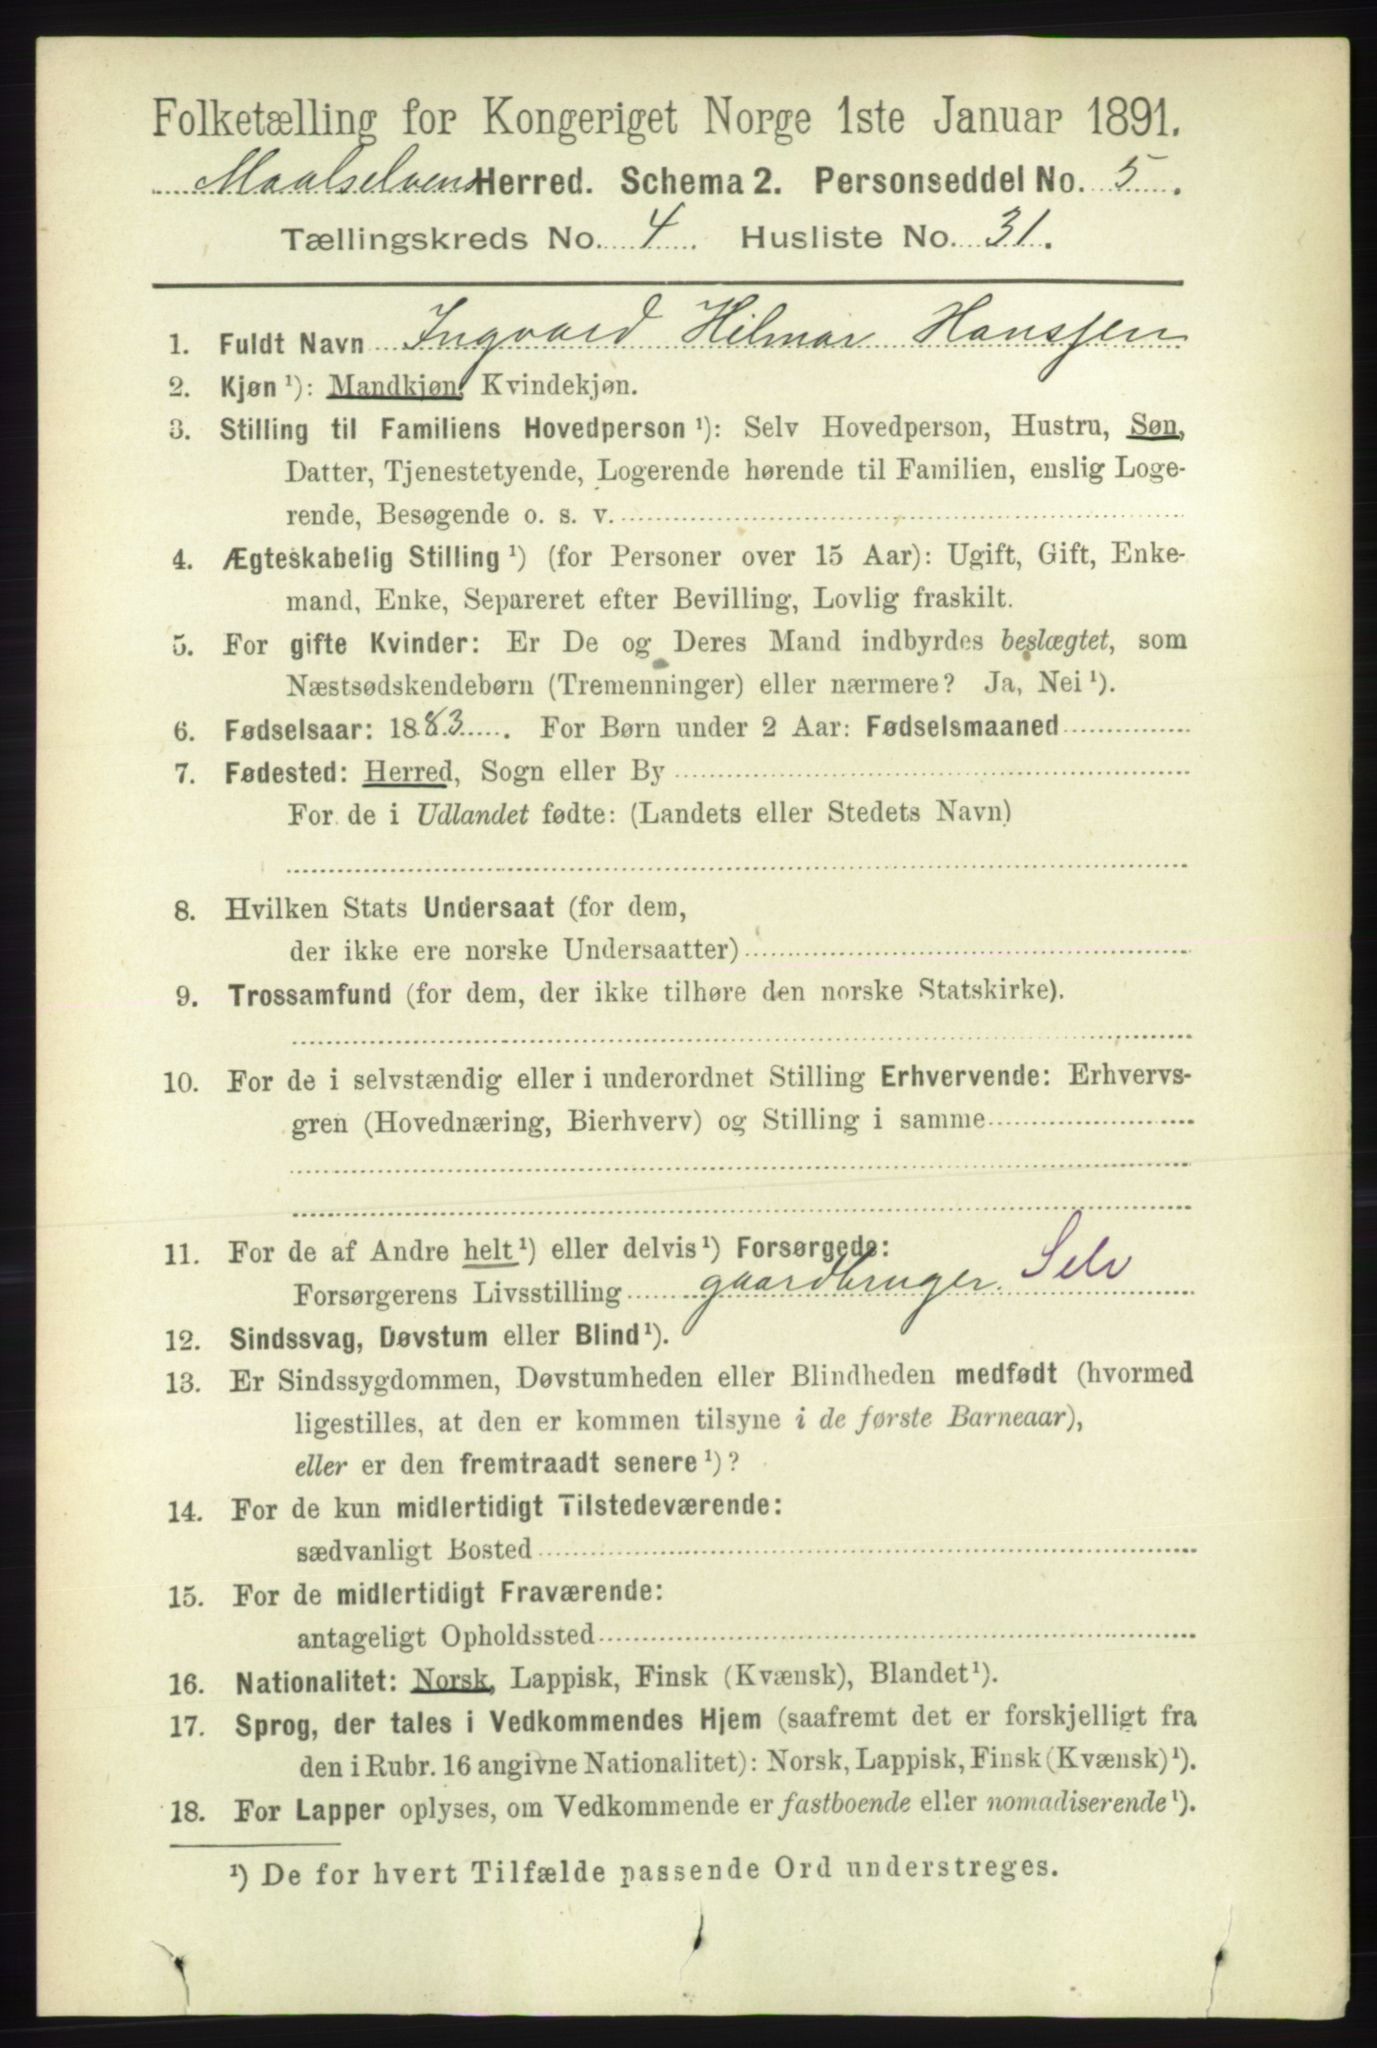 Folketælling for Kongeriget Norge 1ste Januar 1891.
Maalselvens Herred. Schema 2. Personseddel No. 5.
Tællingskreds No. 4. Husliste No. 31.
1. Fuldt Navn Ingvard Hilmar Hanssen
2. Kjøn ¹): Mandkjøn, Kvindekjøn.
3. Stilling til Familiens Hovedperson ¹): Selv Hovedperson, Hustru, Søn,
Datter, Tjenestetyende, Logerende hørende til Familien, enslig Loge-
rende, Besøgende o. s. v.
4. Ægteskabelig Stilling ¹) (for Personer over 15 Aar): Ugift, Gift, Enke-
mand, Enke, Separeret efter Bevilling, Lovlig fraskilt.
5. For gifte Kvinder: Er De og Deres Mand indbyrdes beslægtet, som
Næstsødskendebørn (Tremenninger) eller nærmere? Ja, Nei ¹).
6. Fødselsaar: 1883. For Børn under 2 Aar: Fødselsmaaned
7. Fødested: Herred, Sogn eller By
For de i Udlandet fødte: (Landets eller Stedets Navn)
8. Hvilken Stats Undersaat (for dem,
der ikke ere norske Undersaatter)
9. Trossamfund (for dem, der ikke tilhøre den norske Statskirke).
10. For de i selvstændig eller i underordnet Stilling Erhvervende: Erhvervs-
gren (Hovednæring, Bierhverv) og Stilling i samme
11. For de af Andre helt ¹) eller delvis ¹) Forsørgede:
Forsørgerens Livsstilling gaardbruger. Selv
12. Sindssvag, Døvstum eller Blind ¹).
13. Er Sindssygdommen, Døvstumheden eller Blindheden medfødt (hvormed
ligestilles, at den er kommen tilsyne i de første Barneaar),
eller er den fremtraadt senere ¹)?
14. For de kun midlertidigt Tilstedeværende:
sædvanligt Bosted
15. For de midlertidigt Fraværende:
antageligt Opholdssted
16. Nationalitet: Norsk, Lappisk, Finsk (Kvænsk), Blandet ¹).
17. Sprog, der tales i Vedkommendes Hjem (saafremt det er forskjelligt fra
den i Rubr. 16 angivne Nationalitet): Norsk, Lappisk, Finsk (Kvænsk) ¹).
18. For Lapper oplyses, om Vedkommende er fastboende eller nomadiserende ¹).
¹) De for hvert Tilfælde passende Ord understreges.